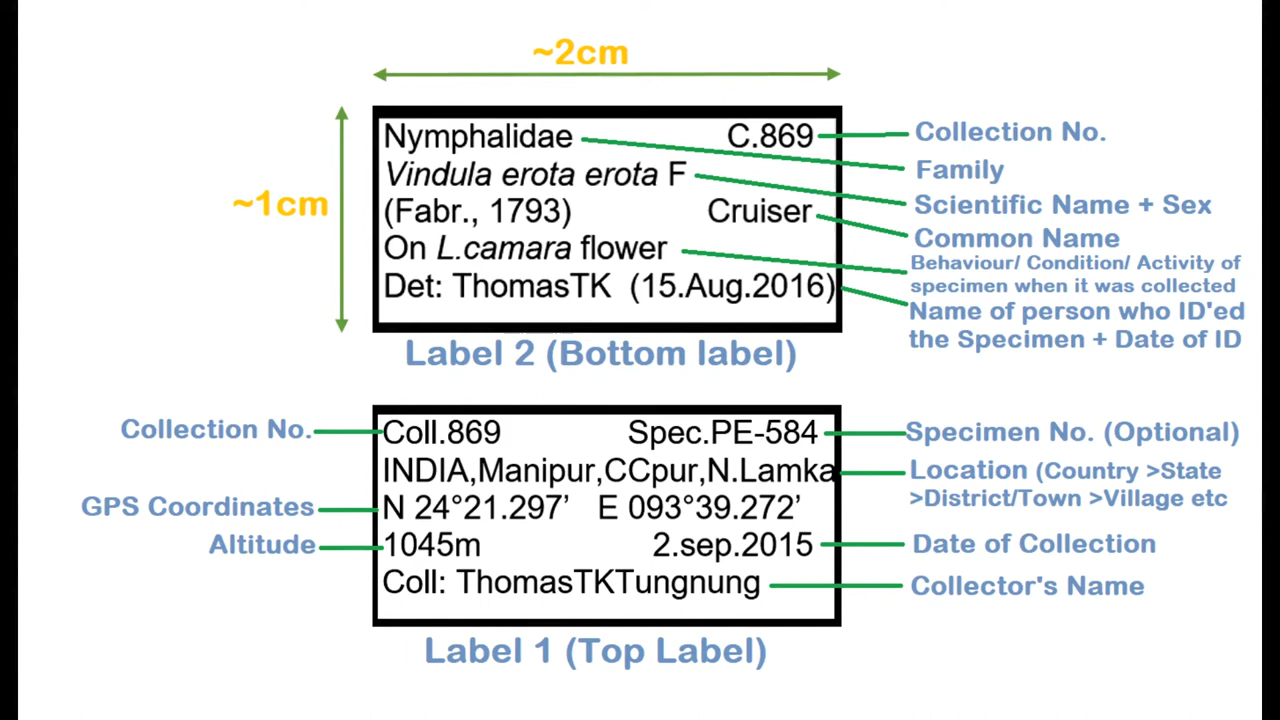 ~2cm
~1cm
Nymphalidae C.869
Vindula erota erota F
(Fabr., 1793) Cruiser
On L.camara flower
Det: ThomasTK (15.Aug.2016)
Collection No.
Family
Scientific Name + Sex
Common Name
Behaviour/ Condition/ Activity of
specimen when it was collected
Name of person who ID'ed
the Specimen + Date of ID
Label 2 (Bottom label)
Collection No.
GPS Coordinates
Altitude
Coll.869 Spec.PE-584
INDIA,Manipur,CCpur,N.Lamka
N 24°21.297’ E 093°39.272’
1045m 2.sep.2015
Coll: ThomasTKTungnung
Specimen No. (Optional)
Location (Country >State
>District/Town >Village etc
Date of Collection
Collector's Name
Label 1 (Top Label)